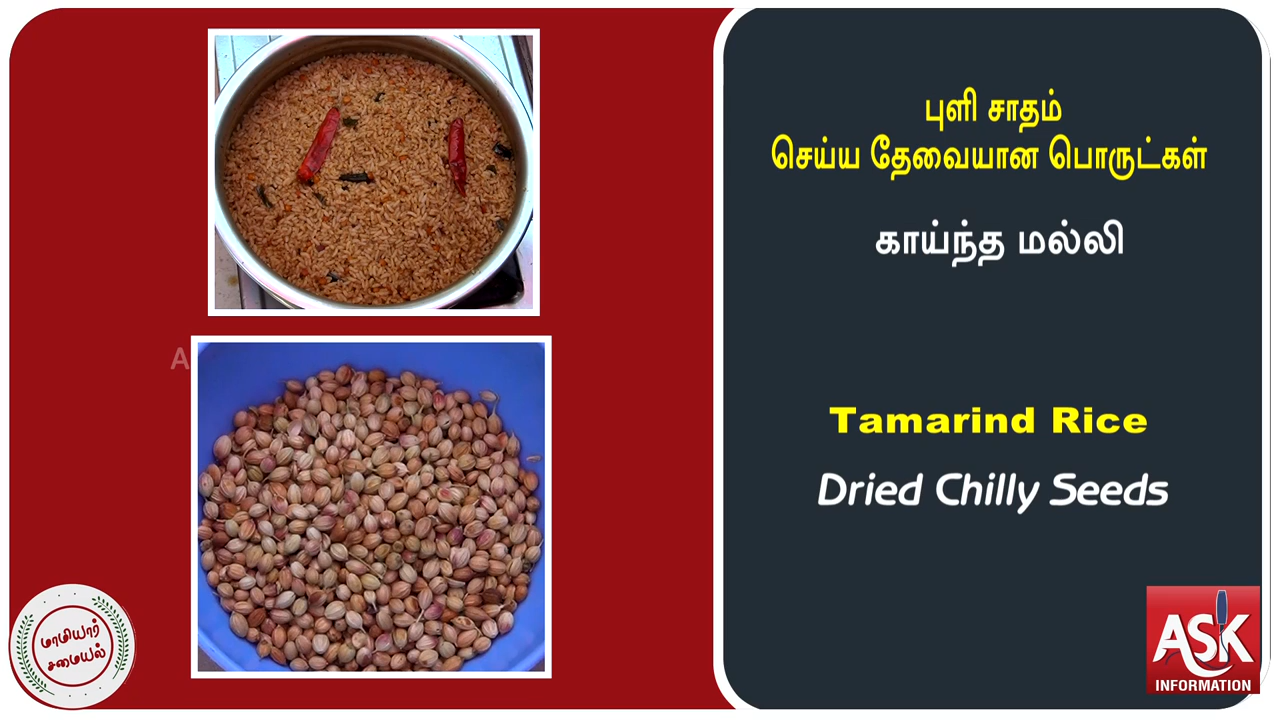 புளி சாதம்
செய்ய தேவையான பொருட்கள்
காய்ந்த மல்லி
Tamarind Rice
Dried Chilly Seeds
மாமியார்
சமையல்
ASK
INFORMATION